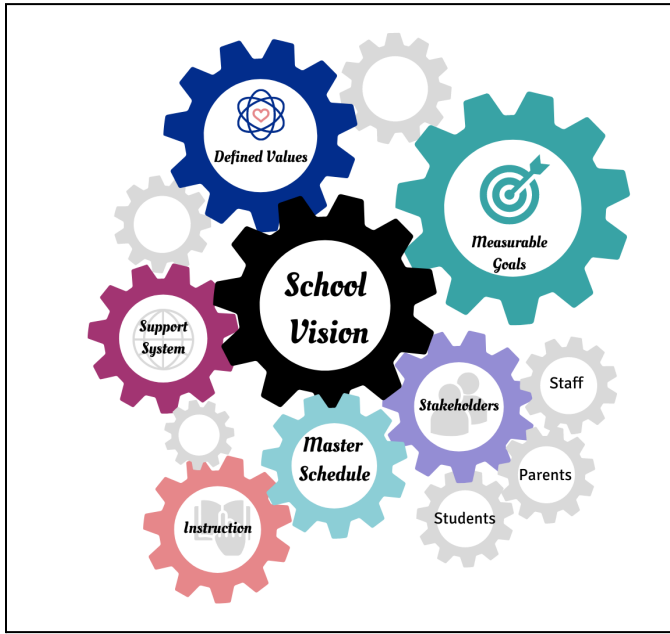 Defined Values
Measurable
Goals
School
Vision
Support
System
Staff
Stakeholders
Master
Schedule
Parents
Students
Instruction